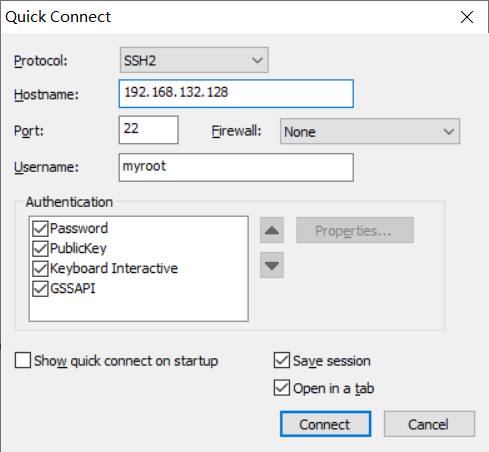 Quick Connect
Protocol: SSH2
Hostname: 192.168.132.128
Port: 22 Firewall: None
Username: myroot
Authentication
Password
PublicKey
Keyboard Interactive
GSSAPI
Properties...
Show quick connect on startup
Save session
Open in a tab
Connect Cancel